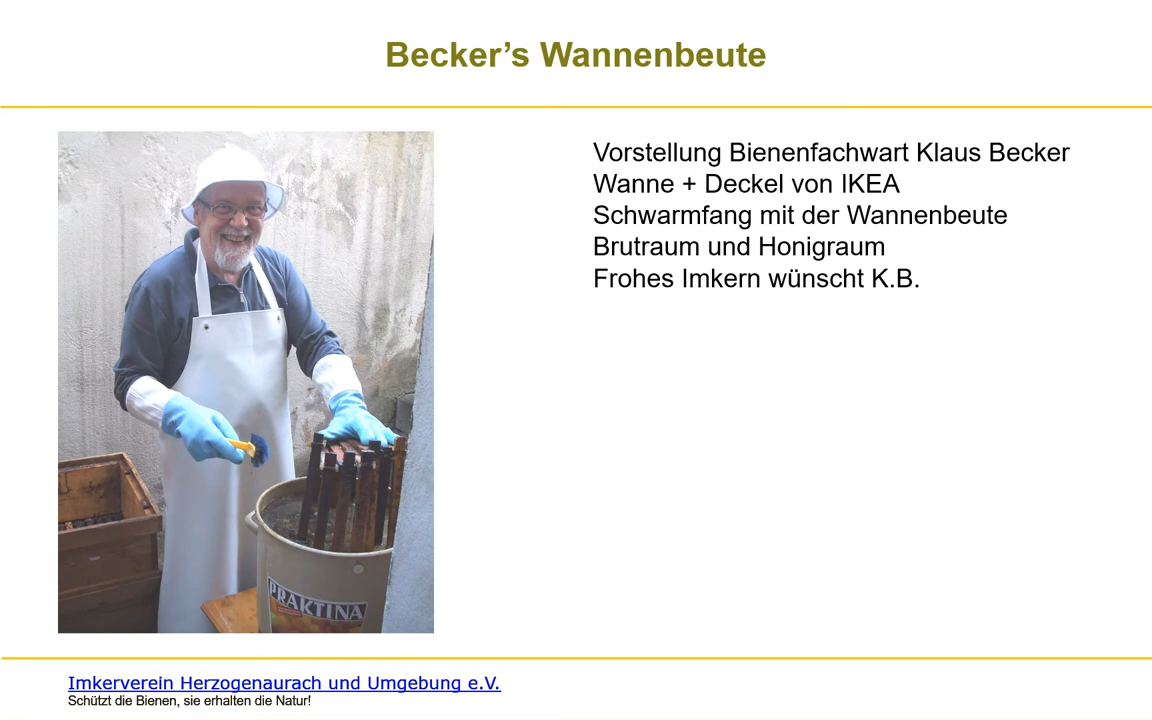 Becker’s Wannenbeute
Vorstellung Bienenfachwart Klaus Becker
Wanne + Deckel von IKEA
Schwarmfang mit der Wannenbeute
Brutraum und Honigraum
Frohes Imkern wünscht K.B.
PRAKTINA
Imkerverein Herzogenaurach und Umgebung e.V.
Schützt die Bienen, sie erhalten die Natur!